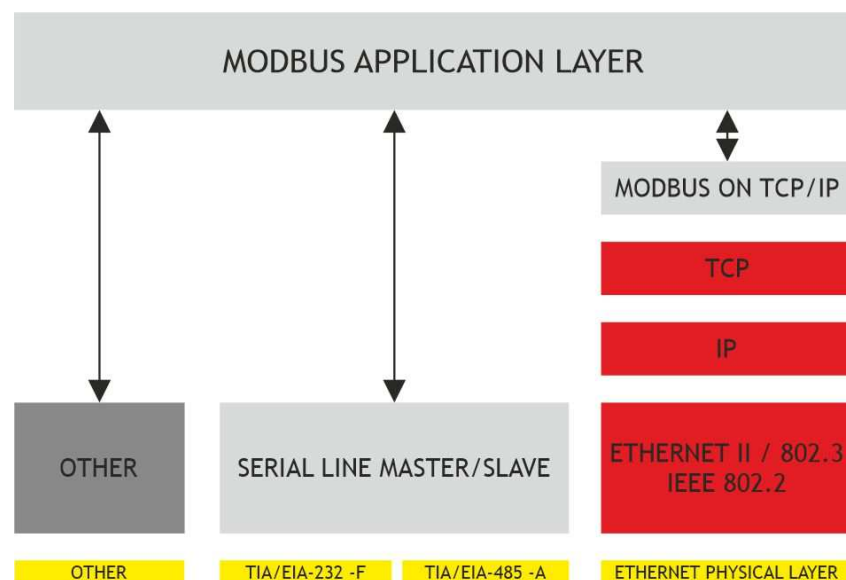 MODBUS APPLICATION LAYER
MODBUS ON TCP/IP
TCP
IP
OTHER
SERIAL LINE MASTER/SLAVE
ETHERNET II / 802.3
IEEE 802.2
OTHER
TIA/EIA-232 -F
TIA/EIA-485 -A
ETHERNET PHYSICAL LAYER